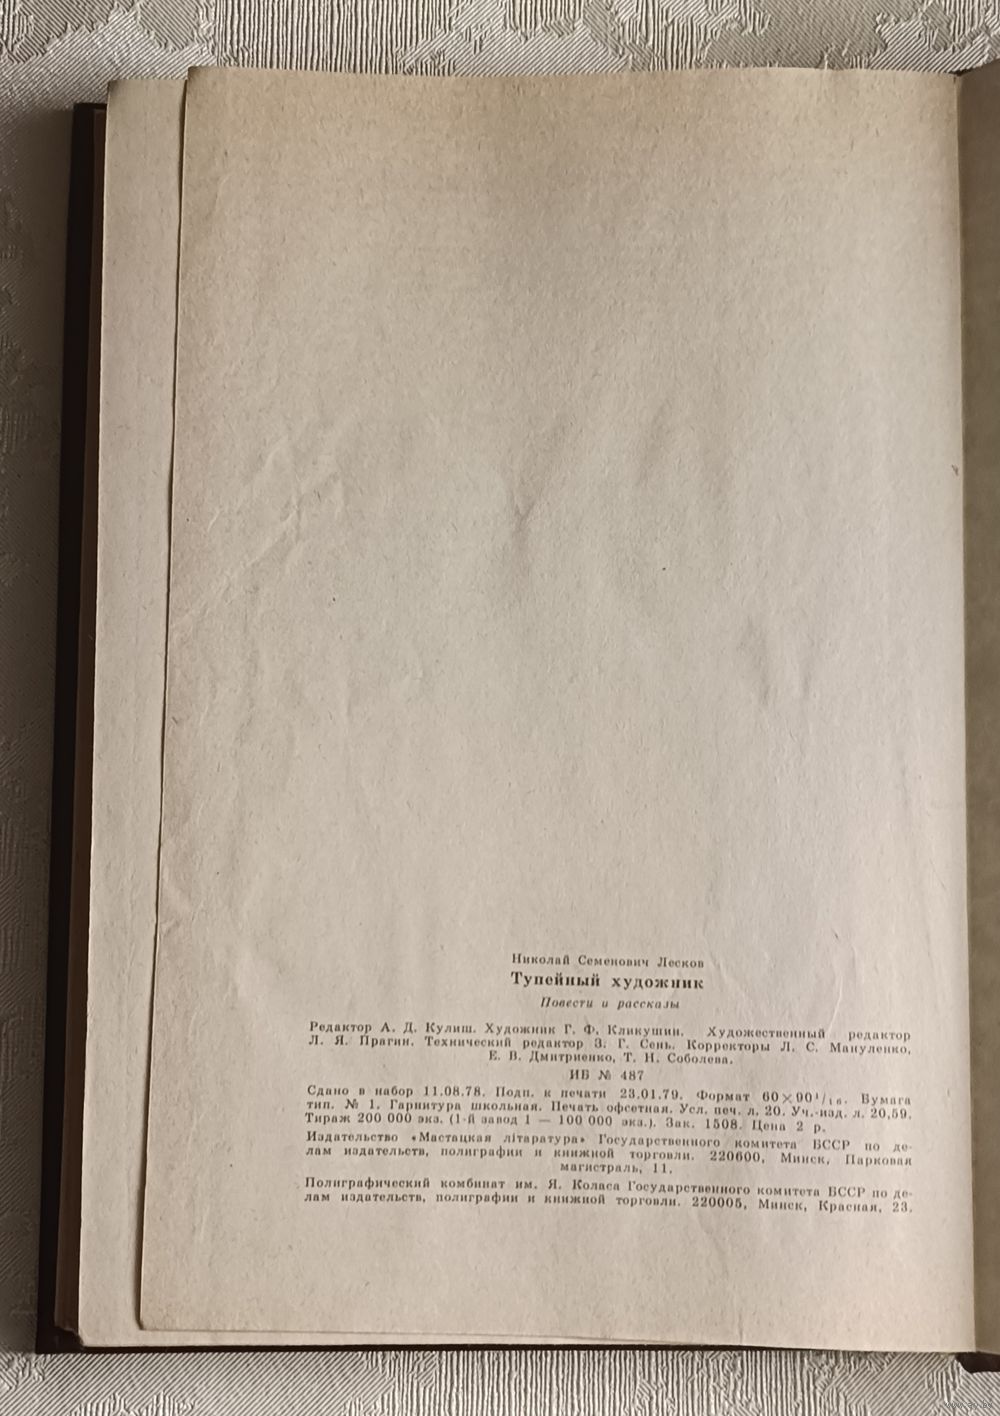 Николай Семенович Лесков
Тупейный художник
Повести и рассказы
Редактор А. Д. Кулиш. Художник Г. Ф. Кликушин. Художественный редактор
Л. Я. Прагин. Технический редактор З. Г. Сень. Корректоры Л. С. Мануленко,
Е. В. Дмитриенко, Т. Н. Соболева.
ИБ № 487
Сдано в набор 11.08.78. Подп. к печати 23.01.79. Формат 60×90¹/₁₆. Бумага
тип. № 1. Гарнитура школьная. Печать офсетная. Усл. печ. л. 20. Уч.-изд. л. 20,59.
Тираж 200 000 экз. (1-й завод 1 — 100 000 экз.). Зак. 1508. Цена 2 р.
Издательство «Мастацкая літаратура» Государственного комитета БССР по де-
лам издательств, полиграфии и книжной торговли. 220600, Минск, Парковая
магистраль, 11.
Полиграфический комбинат им. Я. Коласа Государственного комитета БССР по де-
лам издательств, полиграфии и книжной торговли. 220005, Минск, Красная, 23.
www.ay.by